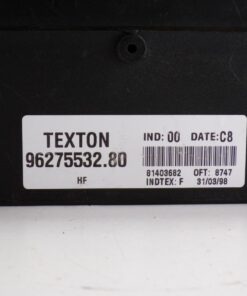 TEXTON
96275532.80
HF
IND: 00 DATE: C8
81403682 OFT: 8747
INDTEX: F 31/03/98